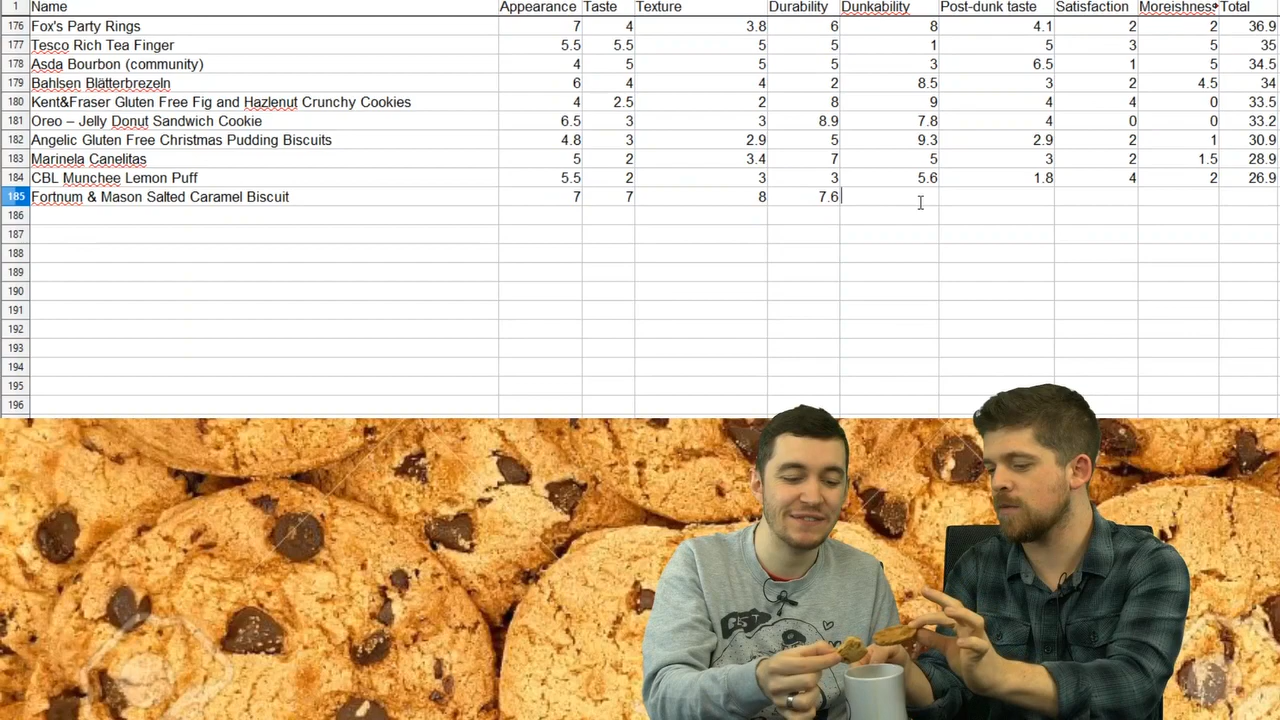 1 Name Appearance Taste Texture Durability Dunkability Post-dunk taste Satisfaction Moreishness Total
176 Fox's Party Rings 7 4 3.8 6 8 4.1 2 2 36.9
177 Tesco Rich Tea Finger 5.5 5.5 5 5 1 5 3 5 35
178 Asda Bourbon (community) 4 5 5 5 3 6.5 1 5 34.5
179 Bahlsen Blätterbrezeln 6 4 4 2 8.5 3 2 4.5 34
180 Kent&Fraser Gluten Free Fig and Hazlenut Crunchy Cookies 4 2.5 2 8 9 4 4 0 33.5
181 Oreo – Jelly Donut Sandwich Cookie 6.5 3 3 8.9 7.8 4 0 0 33.2
182 Angelic Gluten Free Christmas Pudding Biscuits 4.8 3 2.9 5 9.3 2.9 2 1 30.9
183 Marinela Canelitas 5 2 3.4 7 5 3 2 1.5 28.9
184 CBL Munchee Lemon Puff 5.5 2 3 3 5.6 1.8 4 2 26.9
185 Fortnum & Mason Salted Caramel Biscuit 7 7 8 7.6
186
187
188
189
190
191
192
193
194
195
196